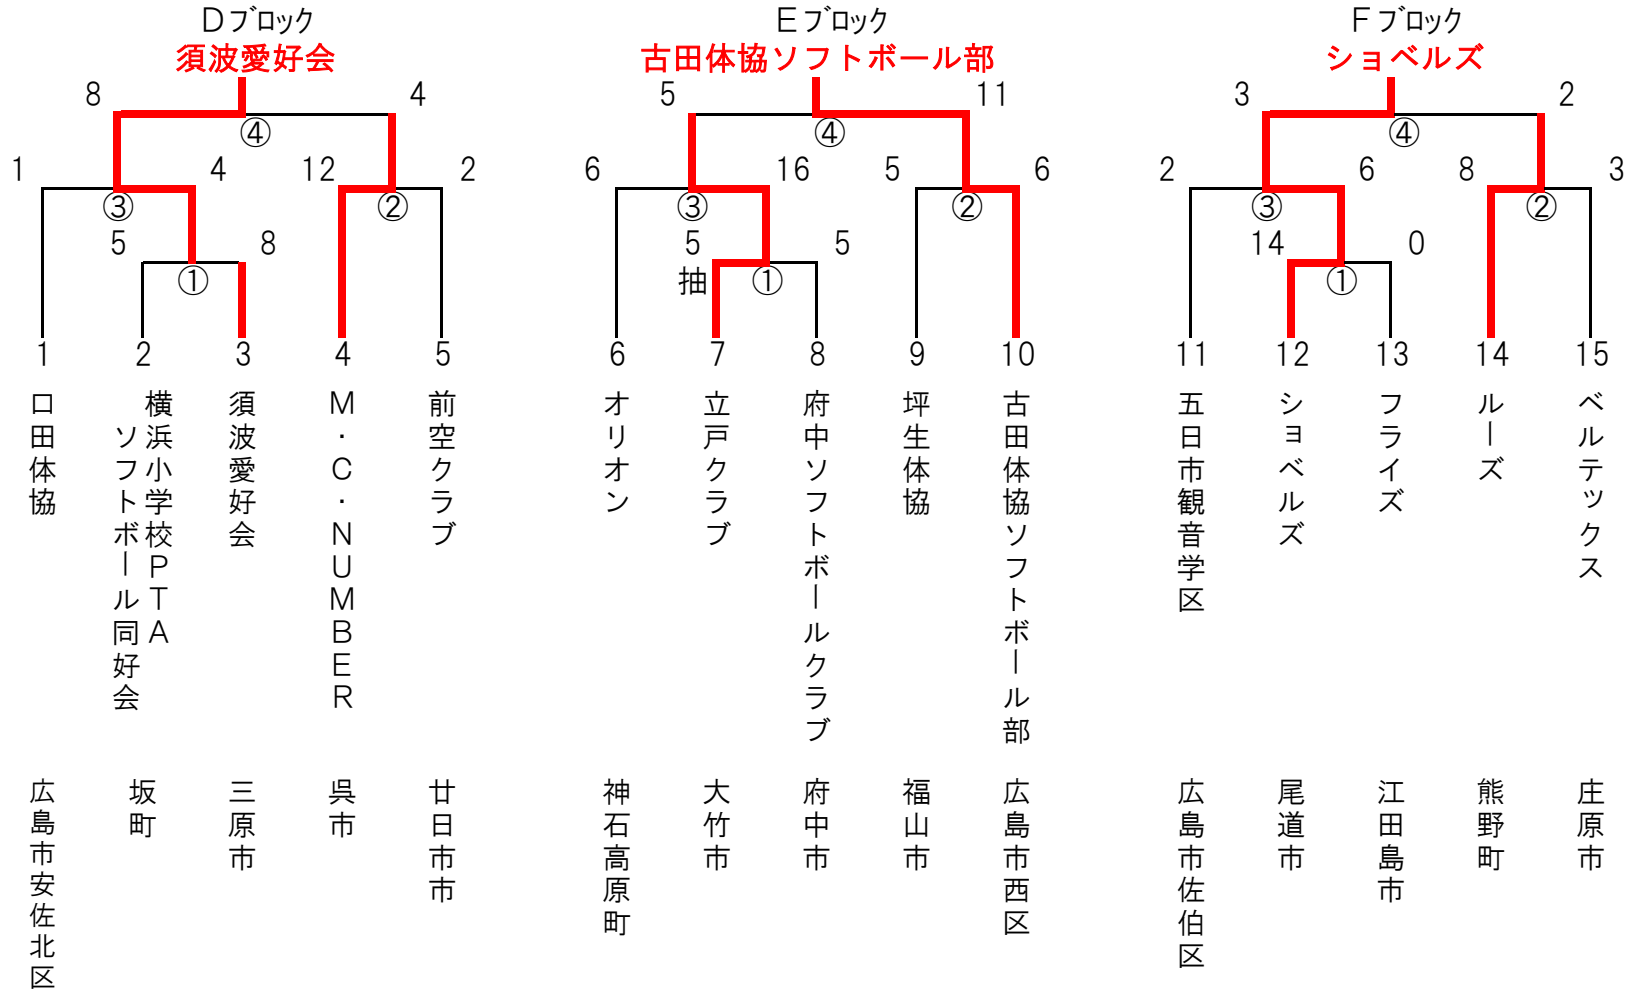 Ｄブロック
須波愛好会
8
4
④
1
4
12
2
③
②
5
8
①
1
2
3
4
5
口田体協
横浜小学校ＰＴＡ
ソフトボール同好会
須波愛好会
Ｍ・Ｃ・ＮＵＭＢＥＲ
前空クラブ
広島市安佐北区
坂町
三原市
呉市
廿日市市
Ｅブロック
古田体協ソフトボール部
5
11
④
6
16
5
6
③
②
5
5
抽
①
6
7
8
9
10
オリオン
立戸クラブ
府中ソフトボールクラブ
坪生体協
古田体協ソフトボール部
神石高原町
大竹市
府中市
福山市
広島市西区
Ｆブロック
ショベルズ
3
2
④
2
6
8
3
③
②
14
0
①
11
12
13
14
15
五日市観音学区
ショベルズ
フライズ
ルーズ
ベルテックス
広島市佐伯区
尾道市
江田島市
熊野町
庄原市